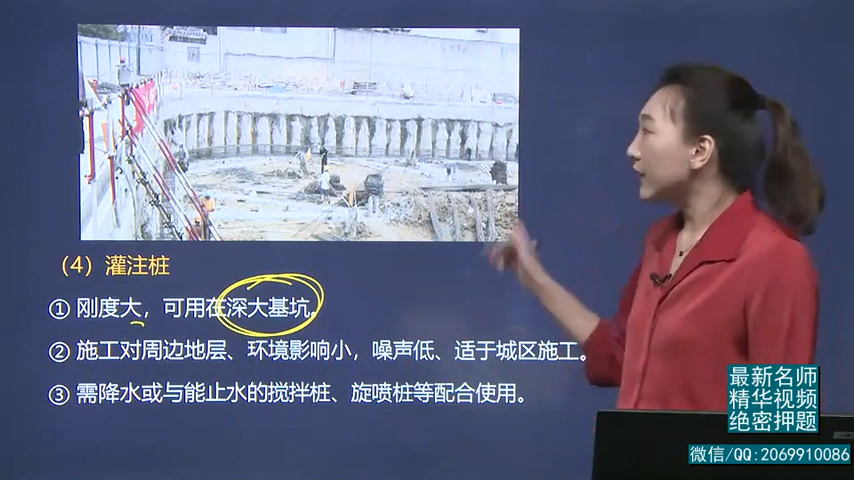 （4）灌注桩
① 刚度大，可用在深大基坑。
② 施工对周边地层、环境影响小，噪声低、适于城区施工。
③ 需降水或与能止水的搅拌桩、旋喷桩等配合使用。
最新名师
精华视频
绝密押题
微信/QQ:2069910086